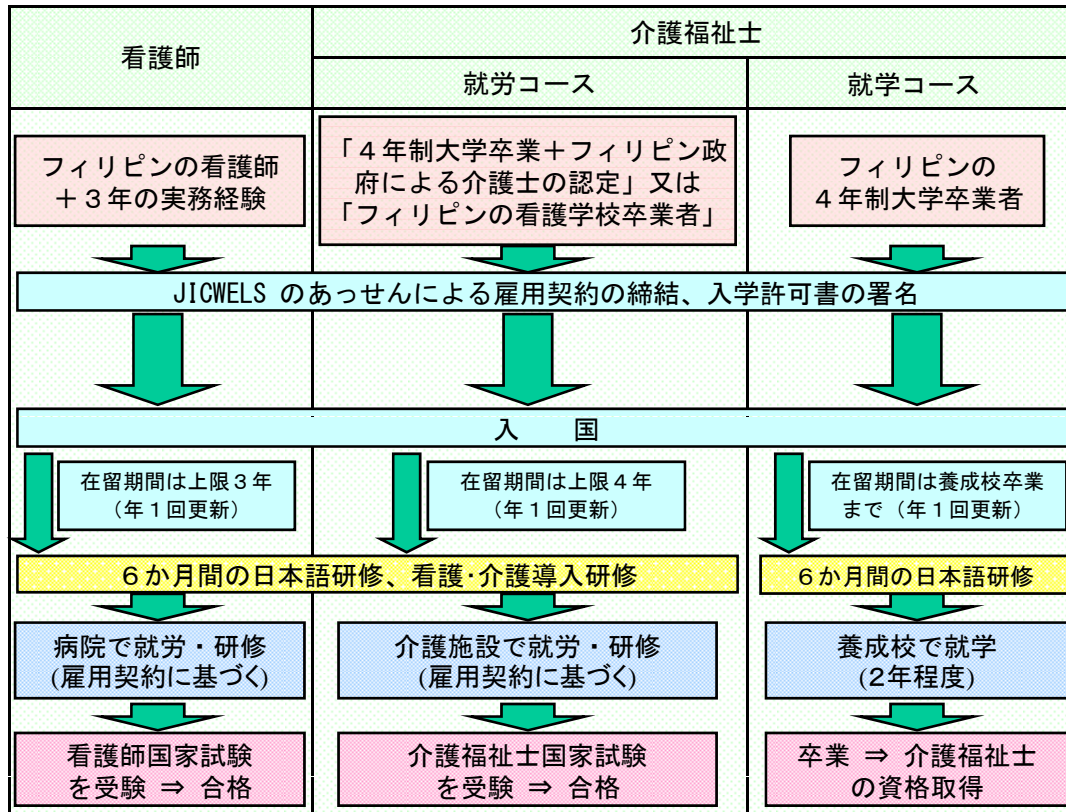 看護師
介護福祉士
就労コース
就学コース
フィリピンの看護師
＋３年の実務経験
「４年制大学卒業＋フィリピン政
府による介護士の認定」又は
「フィリピンの看護学校卒業者」
フィリピンの
４年制大学卒業者
JICWELS のあっせんによる雇用契約の締結、入学許可書の署名
入　国
在留期間は上限３年
（年１回更新）
在留期間は上限４年
（年１回更新）
在留期間は養成校卒業
まで（年１回更新）
６か月間の日本語研修、看護・介護導入研修
６か月間の日本語研修
病院で就労・研修
(雇用契約に基づく)
介護施設で就労・研修
(雇用契約に基づく)
養成校で就学
(２年程度)
看護師国家試験
を受験 ⇒ 合格
介護福祉士国家試験
を受験 ⇒ 合格
卒業 ⇒ 介護福祉士
の資格取得